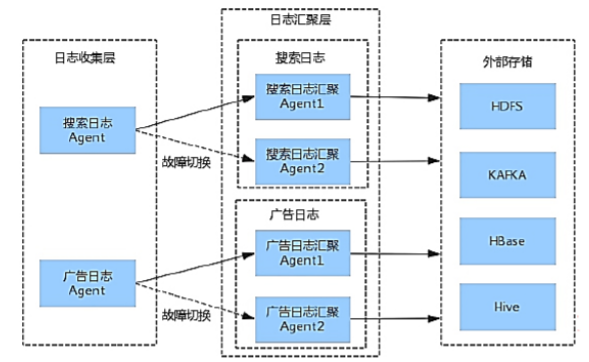 日志汇聚层
日志收集层
搜索日志
外部存储
搜索日志
Agent
搜索日志汇聚
Agent1
HDFS
故障切换
搜索日志汇聚
Agent2
KAFKA
广告日志
广告日志
Agent
广告日志汇聚
Agent1
HBase
故障切换
广告日志汇聚
Agent2
Hive